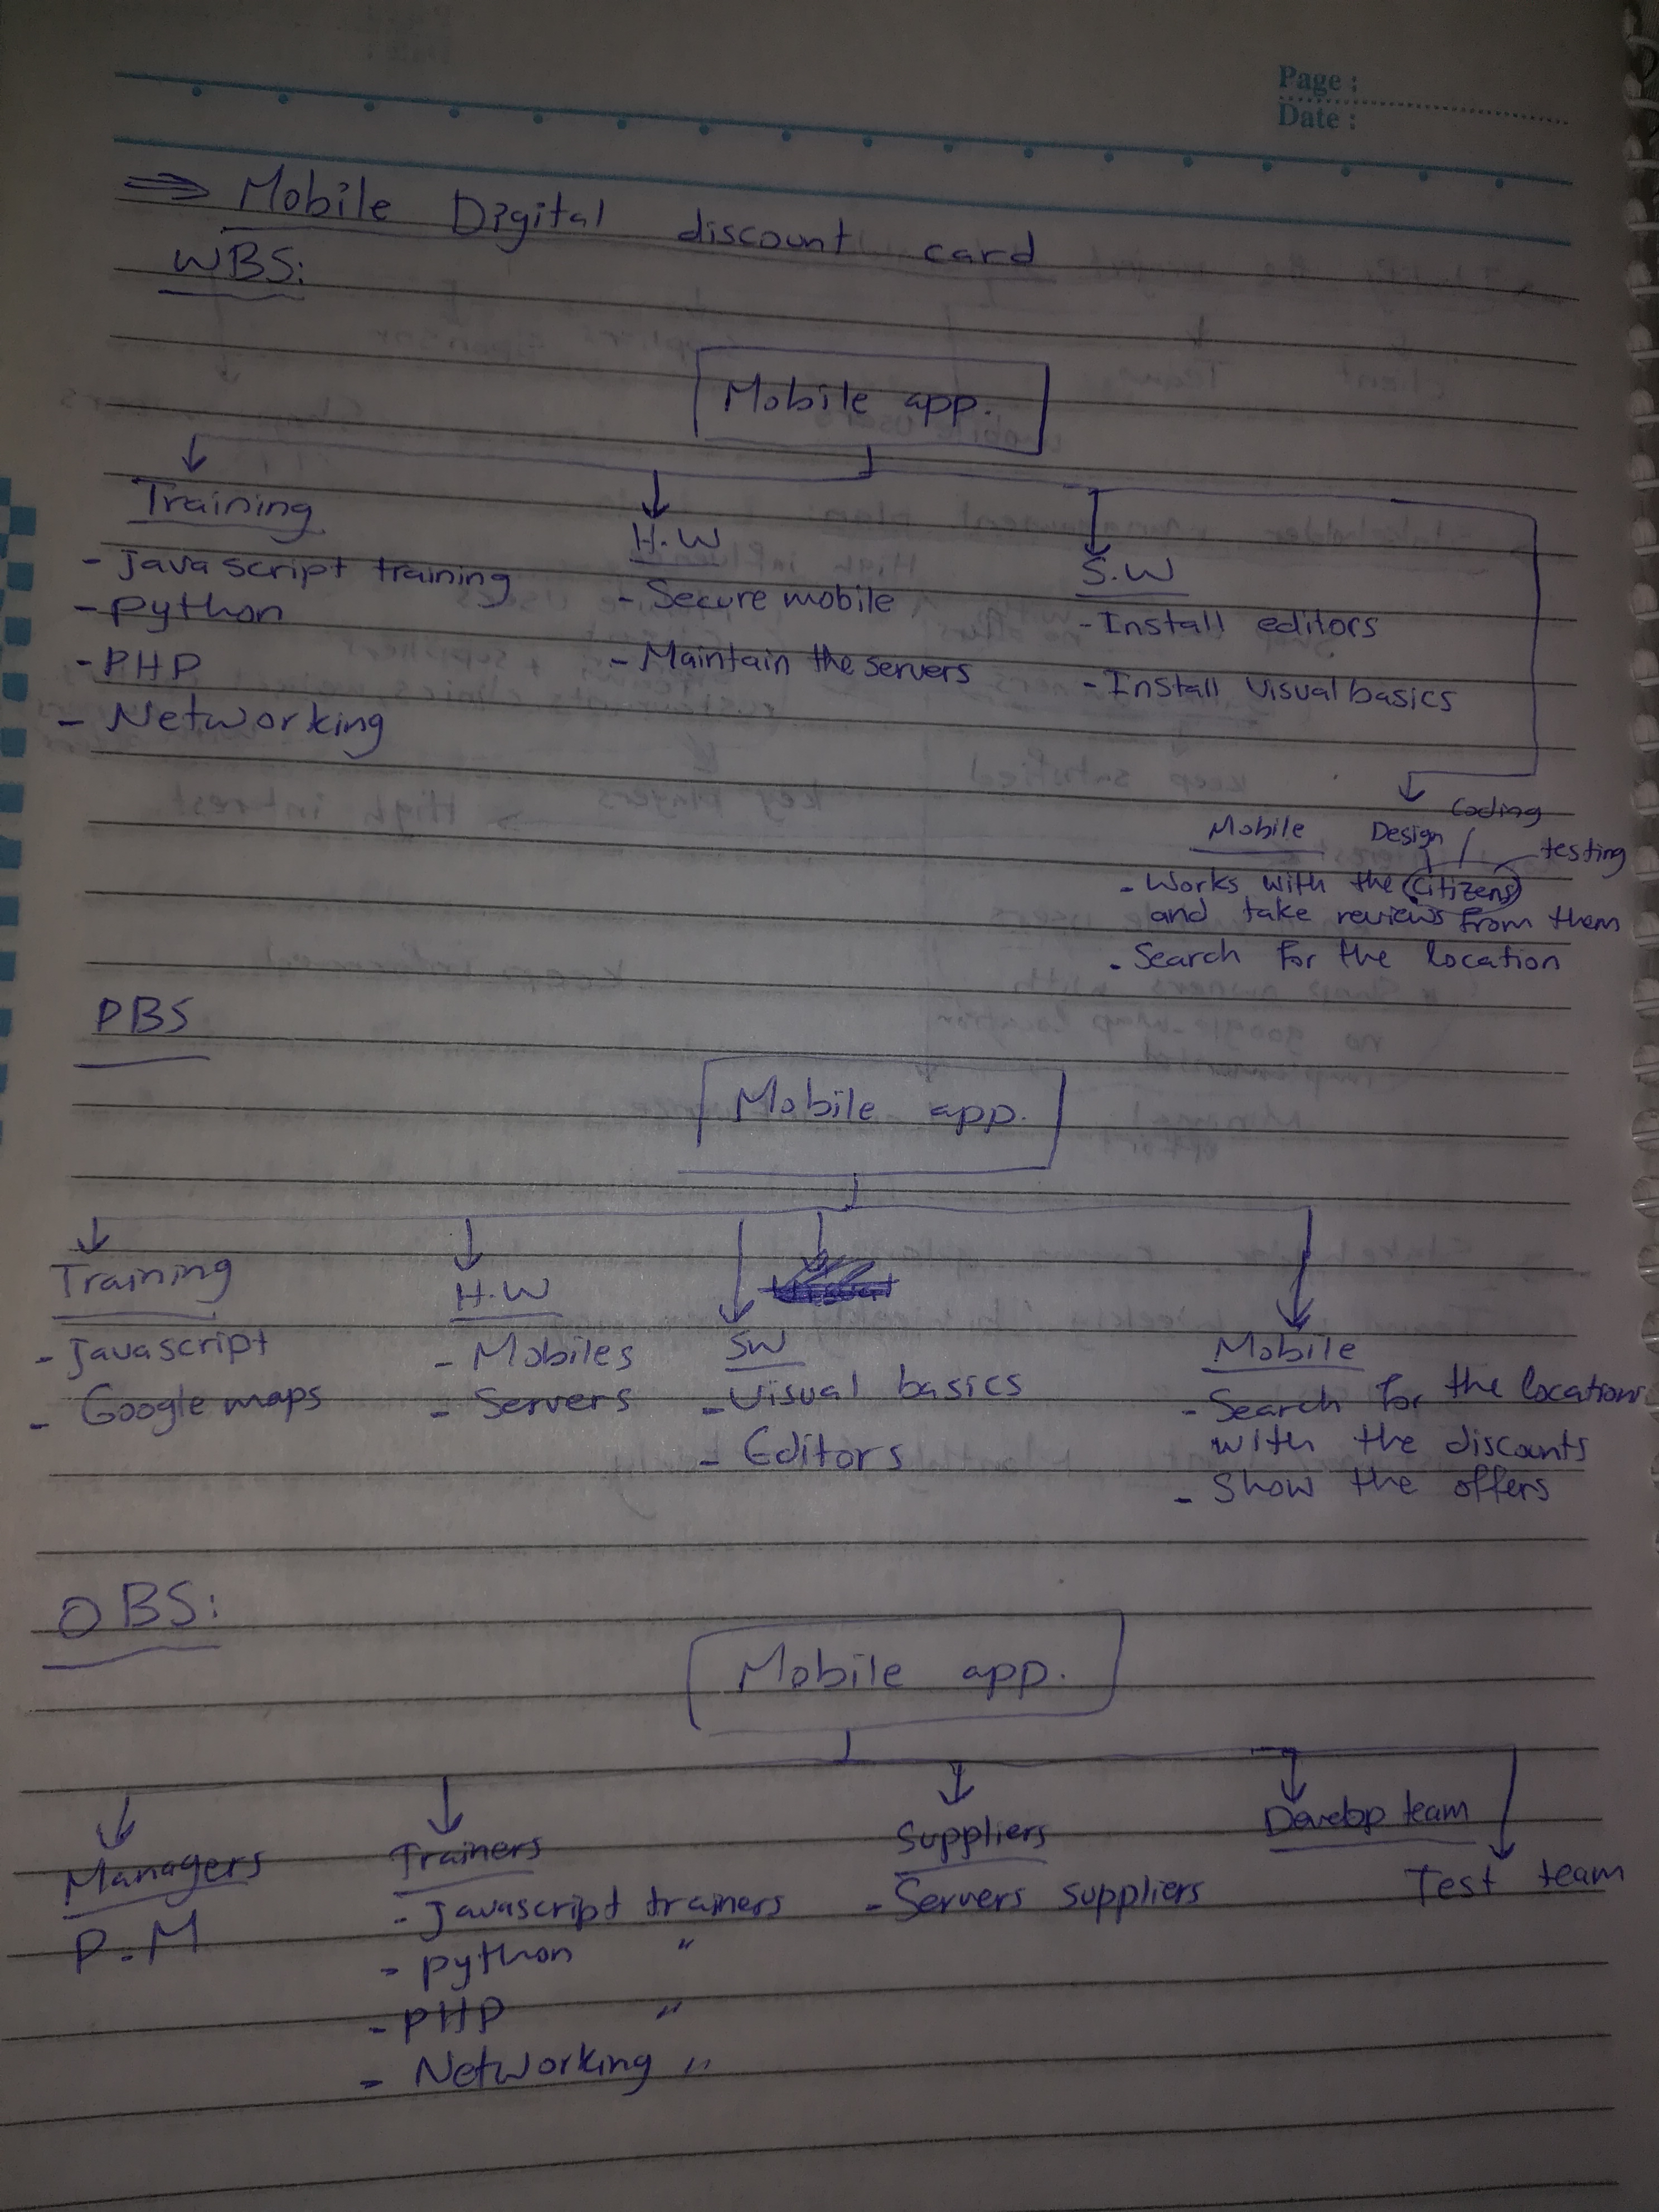 Page :
Date :
⇒ Mobile Digital discount card
WBS:
Mobile app.
Training
- Javascript training
- Python
- PHP
- Networking
H.W
- Secure mobile
- Maintain the servers
S.W
- Install editors
- Install Visual basics
Mobile Design Coding testing
- Works with the Citizens
and take reviews from them
- Search for the location
PBS
Mobile app.
Training
- Javascript
- Google maps
H.W
- Mobiles
- Servers
SW
- Visual basics
- Editors
Mobile
- Search for the locations
with the discounts
- Show the offers
OBS:
Mobile app.
Managers
P.M
Trainers
- Javascript trainers
- python "
- PHP "
- Networking "
Suppliers
- Servers suppliers
Develop team
Test team